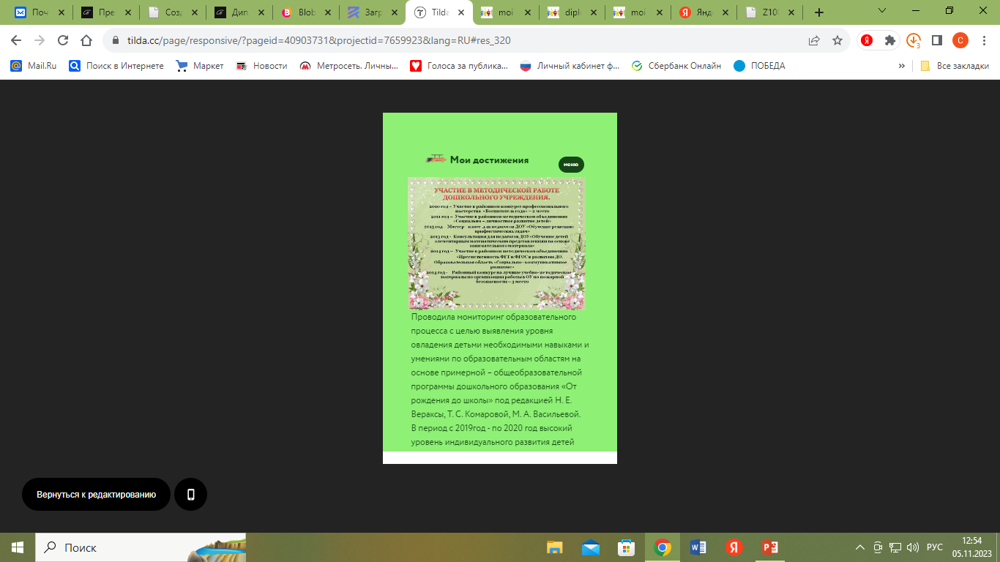 Поч
Пре
Созд
Дип
Blob
Загр
Tilda
moi
diplo
moi
Янд
Z10
tilda.cc/page/responsive/?pageid=40903731&projectid=7659923&lang=RU#res_320
3
С
Mail.Ru
Поиск в Интернете
Маркет
Новости
Метросеть. Личны...
Голоса за публика...
Личный кабинет ф...
Сбербанк Онлайн
ПОБЕДА
»
Все закладки
Мои достижения
меню
УЧАСТИЕ В МЕТОДИЧЕСКОЙ РАБОТЕ
ДОШКОЛЬНОГО УЧРЕЖДЕНИЯ.
2010 год – Участие в районном конкурсе профессионального
мастерства «Воспитатель года» – 2 место
2011 год – Участие в районном методическом объединении
«Социально – личностное развитие детей»
2013 год – Мастер – класс для педагогов ДОУ «Обучение решению
арифметических задач»
2013 год - Консультация для педагогов ДОУ «Обучение детей
элементарным математическим представлениям на основе
занимательного материала»
2014 год – Участие в районном методическом объединении
«Преемственность ФГТ и ФГОС в развитии ДО.
Образовательная область «Социально - коммуникативное
развитие»
2014 год - Районный конкурс на лучшие учебно-методические
материалы по организации работы в ОУ по пожарной
безопасности – 3 место
Проводила мониторинг образовательного
процесса с целью выявления уровня
овладения детьми необходимыми навыками и
умениями по образовательным областям на
основе примерной – общеобразовательной
программы дошкольного образования «От
рождения до школы» под редакцией Н. Е.
Вераксы, Т. С. Комаровой, М. А. Васильевой.
В период с 2019год - по 2020 год высокий
уровень индивидуального развития детей
Вернуться к редактированию
Поиск
РУС
12:54
05.11.2023